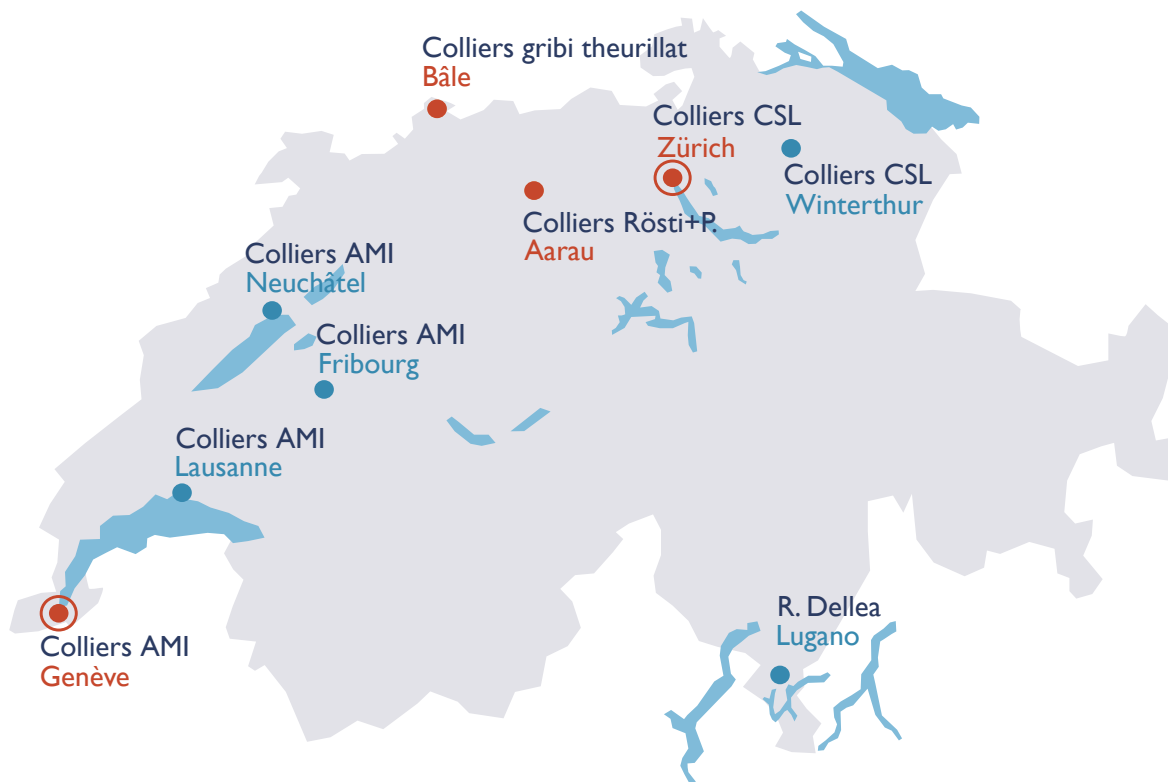 Colliers gribi theurillat
Bâle
Colliers CSL
Zürich
Colliers CSL
Winterthur
Colliers Rösti+P.
Aarau
Colliers AMI
Neuchâtel
Colliers AMI
Fribourg
Colliers AMI
Lausanne
Colliers AMI
Genève
R. Dellea
Lugano